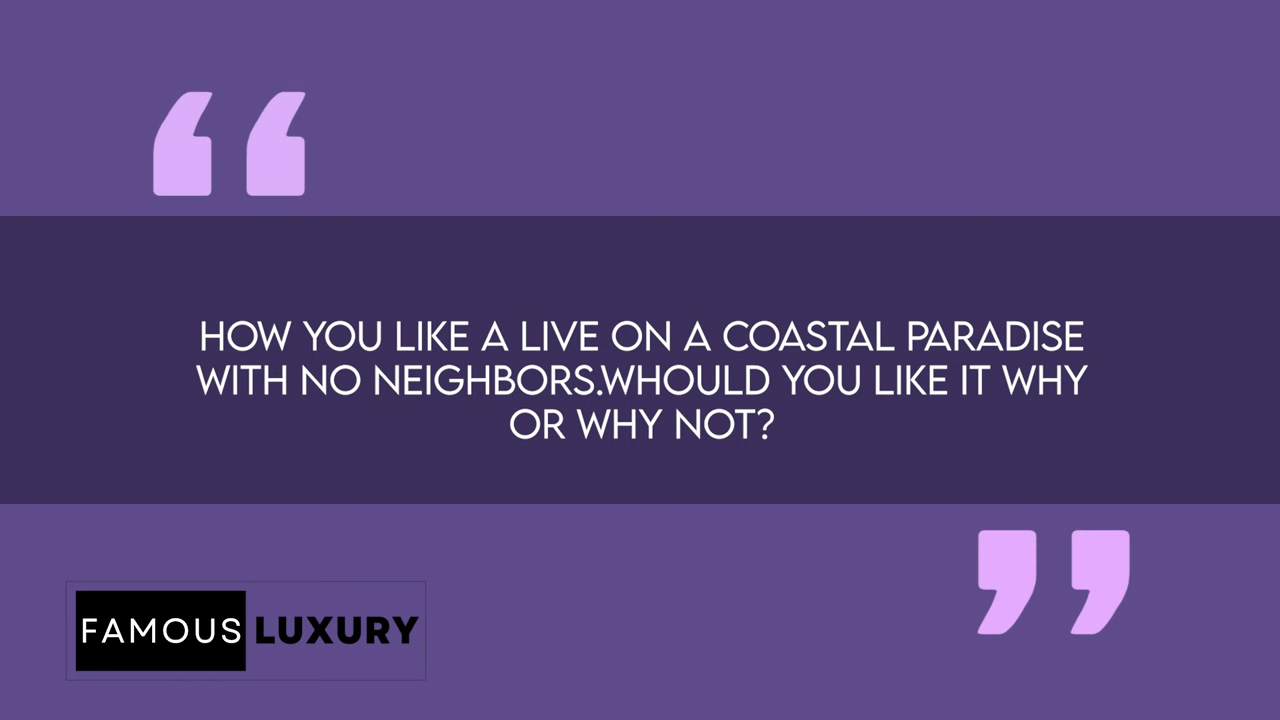 “
HOW YOU LIKE A LIVE ON A COASTAL PARADISE
WITH NO NEIGHBORS.WHOULD YOU LIKE IT WHY
OR WHY NOT?
”
FAMOUS LUXURY